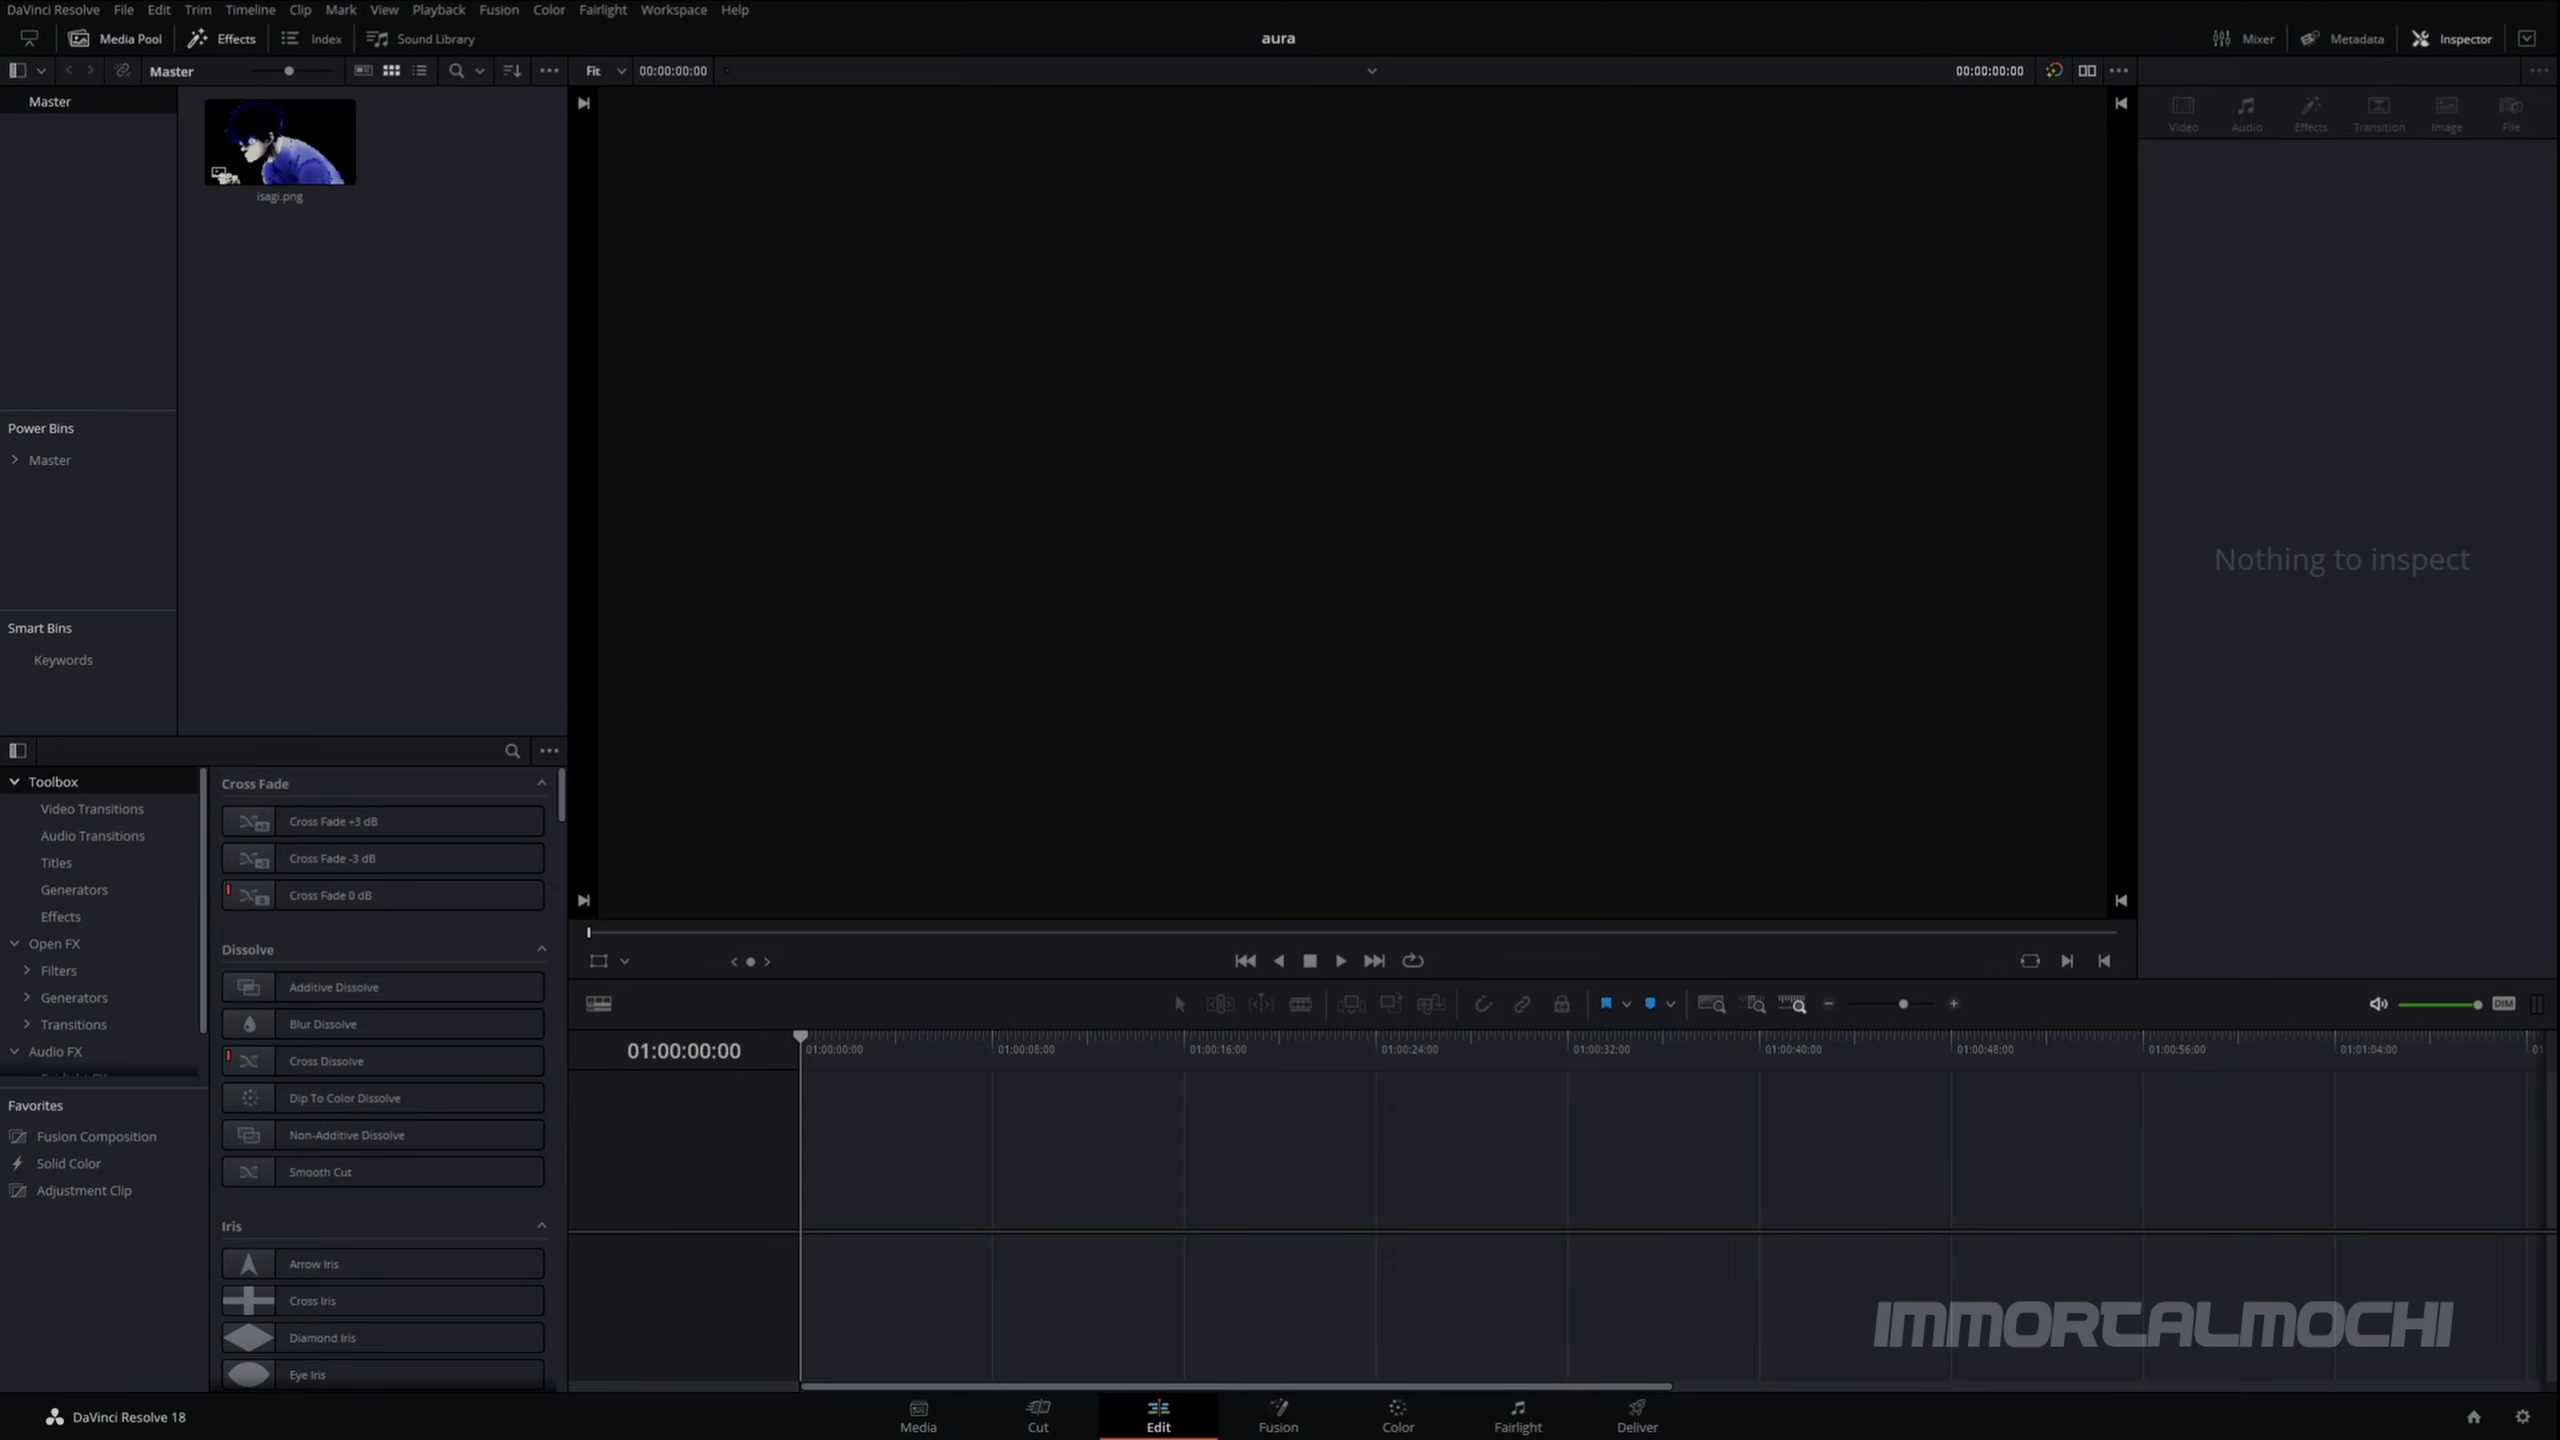 DaVinci Resolve File Edit Trim Timeline Clip Mark View Playback Fusion Color Fairlight Workspace Help
Media Pool Effects Index Sound Library aura Mixer Metadata Inspector
Master Fit 00:00:00:00 00:00:00:00
Master
Video Audio Effects Transition Image File
isagi.png
Power Bins
Master
Nothing to inspect
Smart Bins
Keywords
Toolbox
Video Transitions
Audio Transitions
Titles
Generators
Effects
Open FX
Filters
Generators
Transitions
Audio FX
Favorites
Fusion Composition
Solid Color
Adjustment Clip
Cross Fade
Cross Fade +3 dB
Cross Fade -3 dB
Cross Fade 0 dB
Dissolve
Additive Dissolve
Blur Dissolve
Cross Dissolve
Dip To Color Dissolve
Non-Additive Dissolve
Smooth Cut
Iris
Arrow Iris
Cross Iris
Diamond Iris
Eye Iris
DIM
01:00:00:00 01:00:00:00 01:00:08:00 01:00:16:00 01:00:24:00 01:00:32:00 01:00:40:00 01:00:48:00 01:00:56:00 01:01:04:00
IMMORTALMOCHI
DaVinci Resolve 18 Media Cut Edit Fusion Color Fairlight Deliver